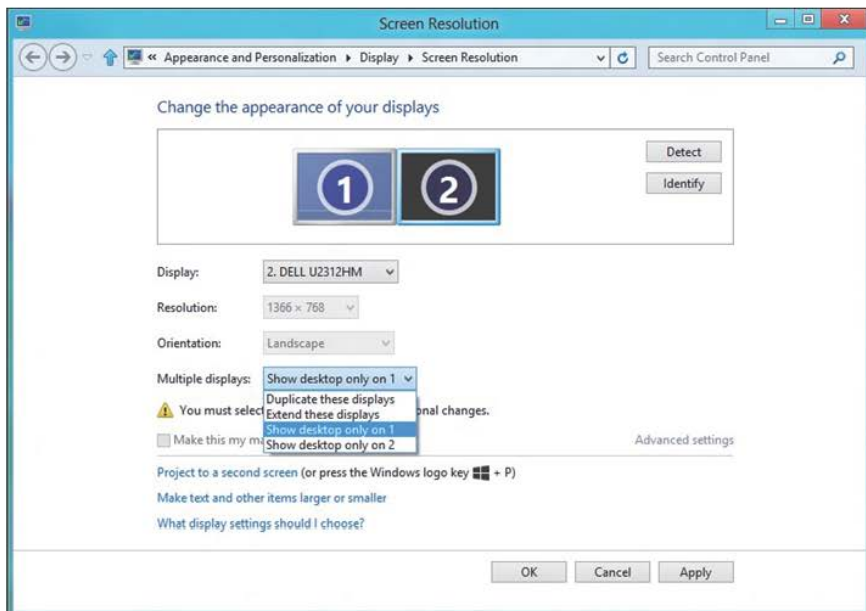 Screen Resolution
« Appearance and Personalization Display Screen Resolution Search Control Panel
Change the appearance of your displays
1 2
Detect
Identify
Display: 2. DELL U2312HM
Resolution: 1366 × 768
Orientation: Landscape
Multiple displays: Show desktop only on 1
Duplicate these displays
You must onal changes.
Extend these displays
Show desktop only on 1
Make this my Advanced settings
Show desktop only on 2
Project to a second screen (or press the Windows logo key + P)
Make text and other items larger or smaller
What display settings should I choose?
OK Cancel Apply